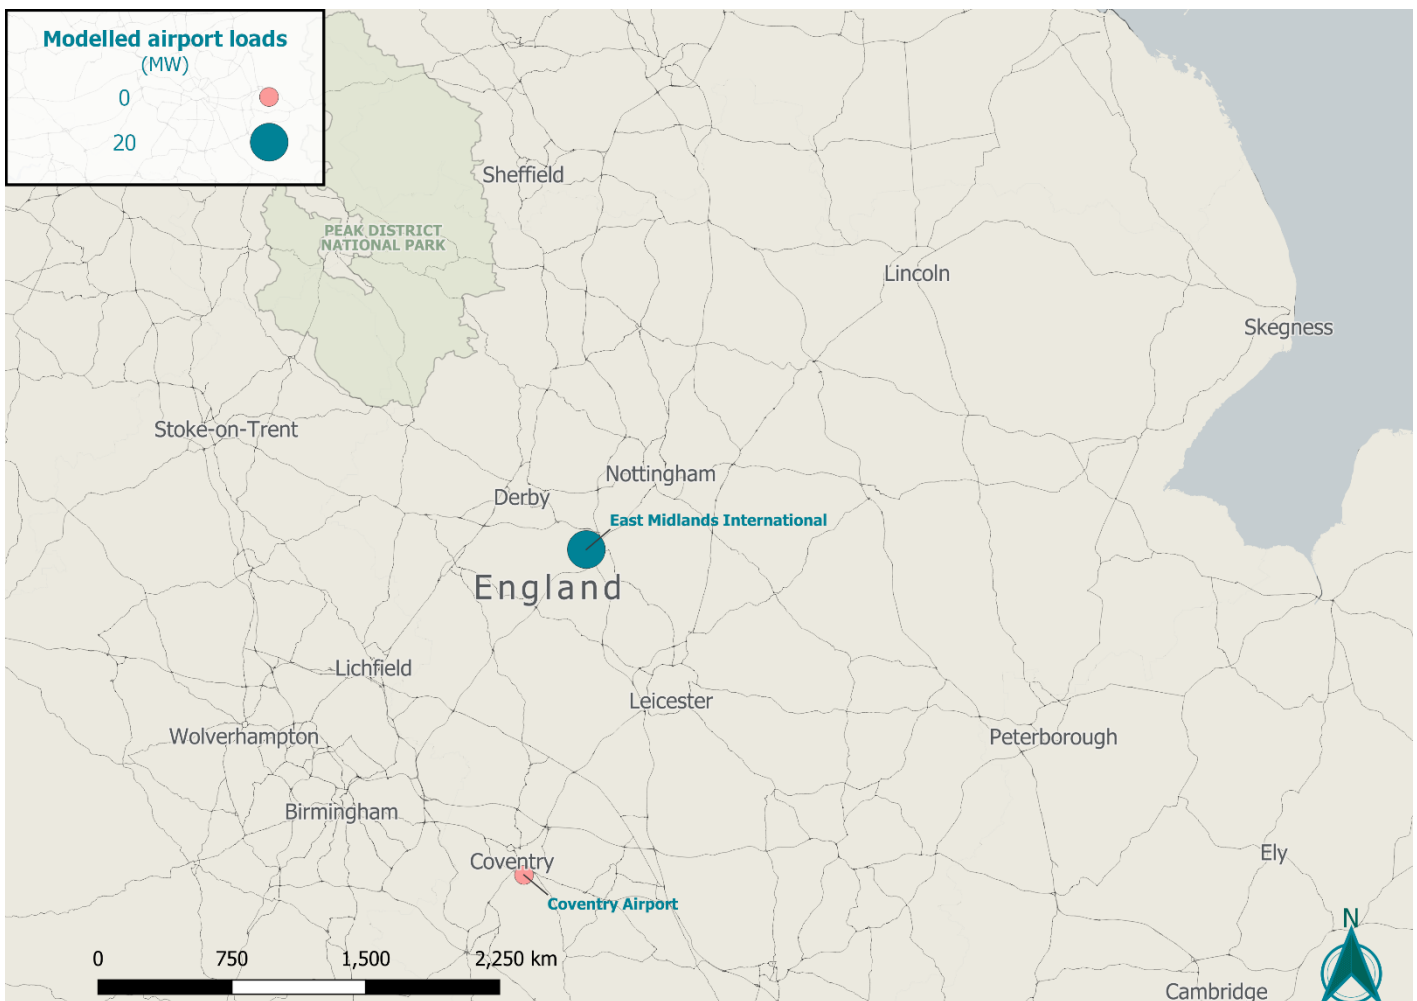 Modelled airport loads
(MW)
0
20
Sheffield
PEAK DISTRICT
NATIONAL PARK
Lincoln
Skegness
Stoke-on-Trent
Nottingham
Derby
East Midlands International
England
Lichfield
Leicester
Wolverhampton
Peterborough
Birmingham
Coventry
Ely
Coventry Airport
N
0 750 1,500 2,250 km
Cambridge